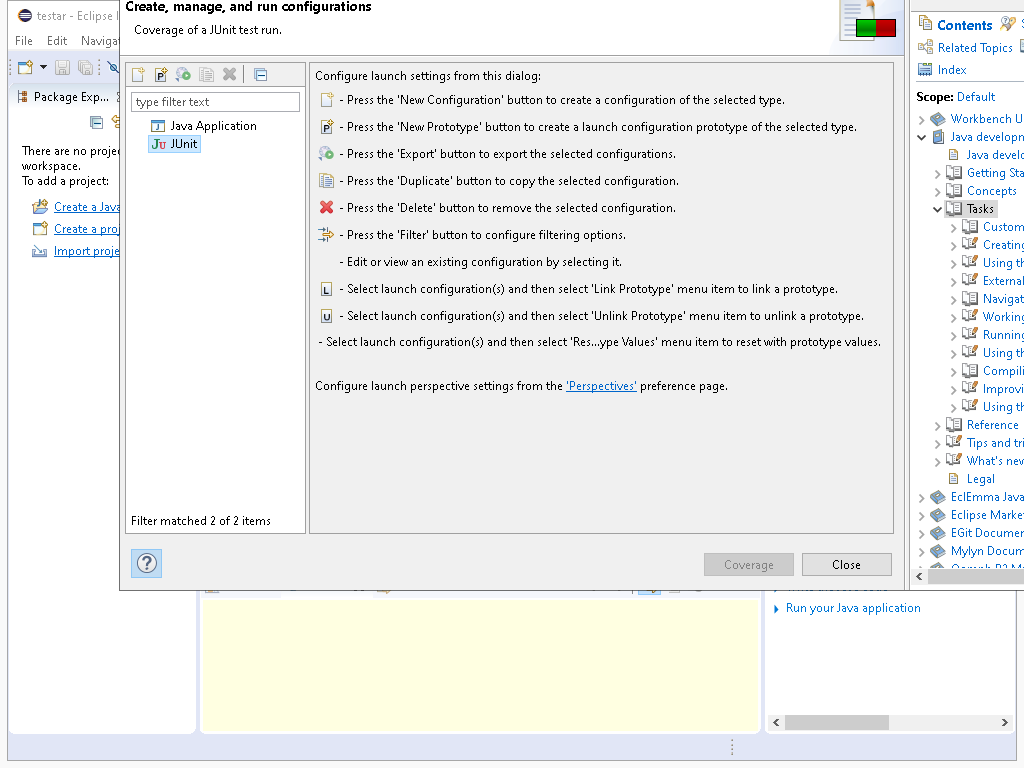 testar - Eclipse I
File Edit Naviga
Package Exp...
There are no proje
workspace.
To add a project:
Create a Java
Create a proj
Import proje
Create, manage, and run configurations
Coverage of a JUnit test run.
type filter text
Java Application
JUnit
Filter matched 2 of 2 items
Configure launch settings from this dialog:
- Press the 'New Configuration' button to create a configuration of the selected type.
- Press the 'New Prototype' button to create a launch configuration prototype of the selected type.
- Press the 'Export' button to export the selected configurations.
- Press the 'Duplicate' button to copy the selected configuration.
- Press the 'Delete' button to remove the selected configuration.
- Press the 'Filter' button to configure filtering options.
- Edit or view an existing configuration by selecting it.
- Select launch configuration(s) and then select 'Link Prototype' menu item to link a prototype.
- Select launch configuration(s) and then select 'Unlink Prototype' menu item to unlink a prototype.
- Select launch configuration(s) and then select 'Res...ype Values' menu item to reset with prototype values.
Configure launch perspective settings from the 'Perspectives' preference page.
Coverage
Close
Contents
Related Topics
Index
Scope: Default
Workbench U
Java developm
Java develo
Getting Sta
Concepts
Tasks
Custom
Creating
Using th
External
Navigat
Working
Running
Using th
Compili
Improvi
Using th
Reference
Tips and tri
What's new
Legal
EclEmma Java
Eclipse Marke
EGit Documen
Mylyn Docum
Run your Java application